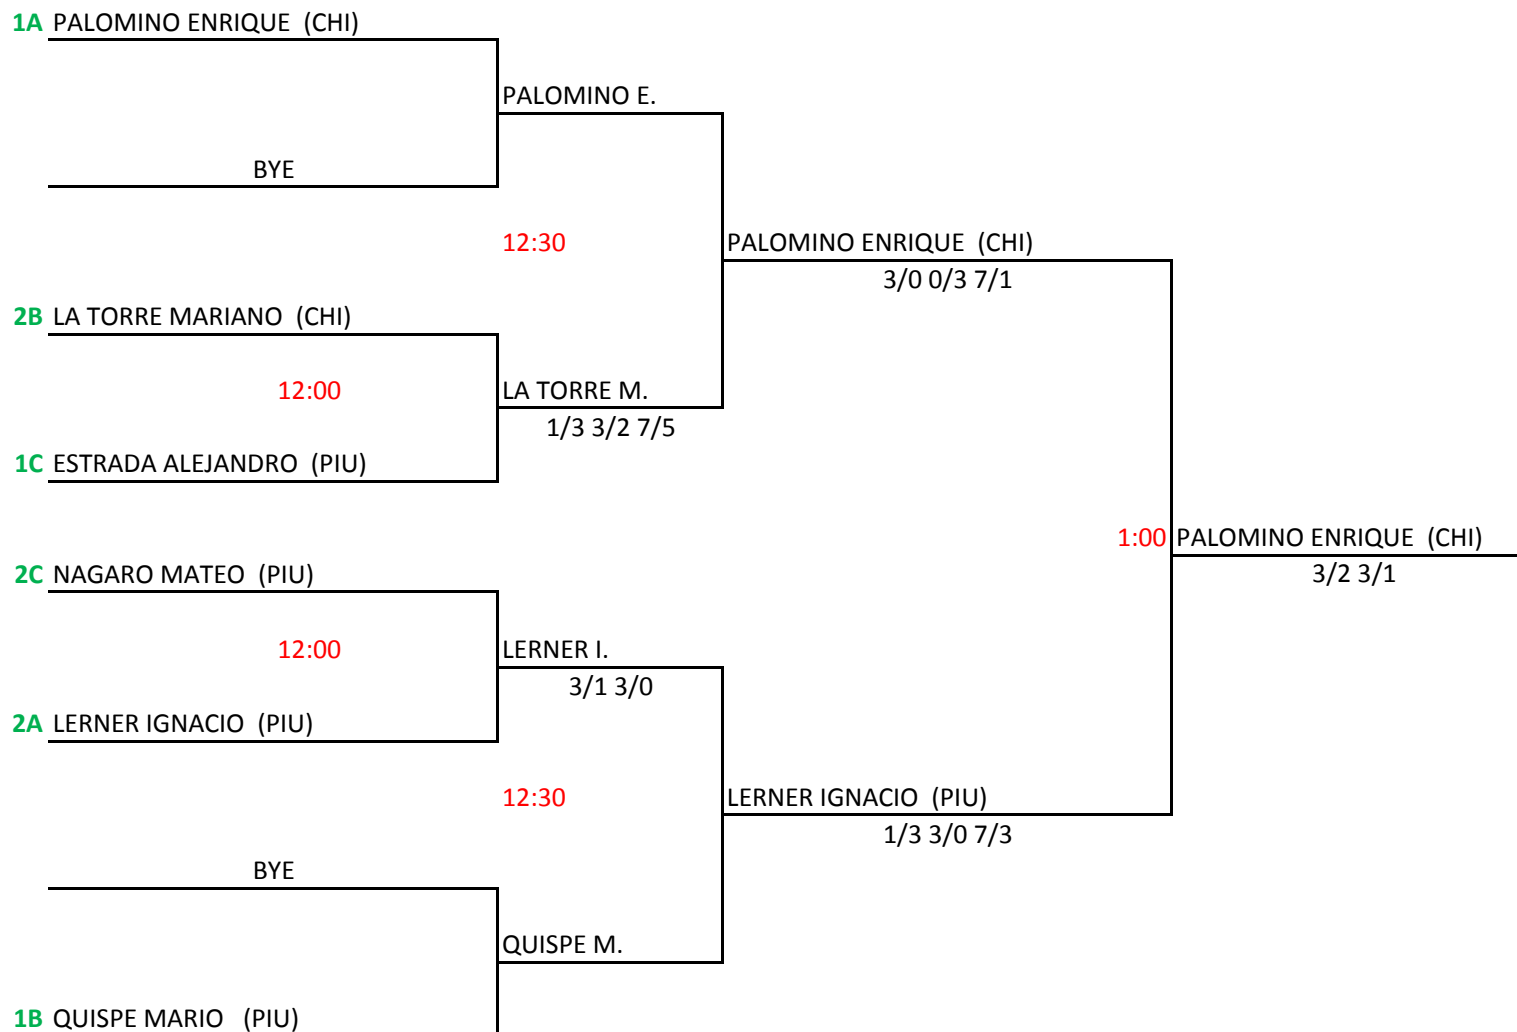 1A PALOMINO ENRIQUE (CHI)
PALOMINO E.
BYE
12:30
PALOMINO ENRIQUE (CHI)
3/0 0/3 7/1
2B LA TORRE MARIANO (CHI)
12:00
LA TORRE M.
1/3 3/2 7/5
1C ESTRADA ALEJANDRO (PIU)
1:00 PALOMINO ENRIQUE (CHI)
3/2 3/1
2C NAGARO MATEO (PIU)
12:00
LERNER I.
3/1 3/0
2A LERNER IGNACIO (PIU)
12:30
LERNER IGNACIO (PIU)
1/3 3/0 7/3
BYE
QUISPE M.
1B QUISPE MARIO (PIU)